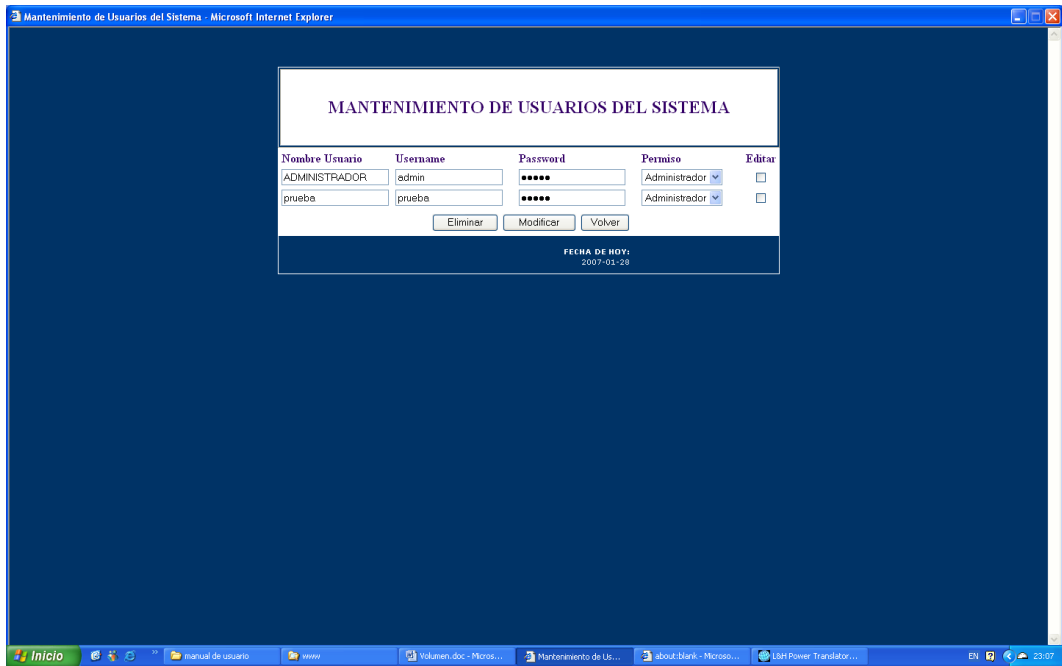 Mantenimiento de Usuarios del Sistema - Microsoft Internet Explorer
MANTENIMIENTO DE USUARIOS DEL SISTEMA
Nombre Usuario Username Password Permiso Editar
ADMINISTRADOR admin ●●●●● Administrador
prueba prueba ●●●●● Administrador
Eliminar Modificar Volver
FECHA DE HOY:
2007-01-28
Inicio » manual de usuario www Volumen.doc - Micros... Mantenimiento de Us... about:blank - Microso... L&H Power Translator... EN 23:07